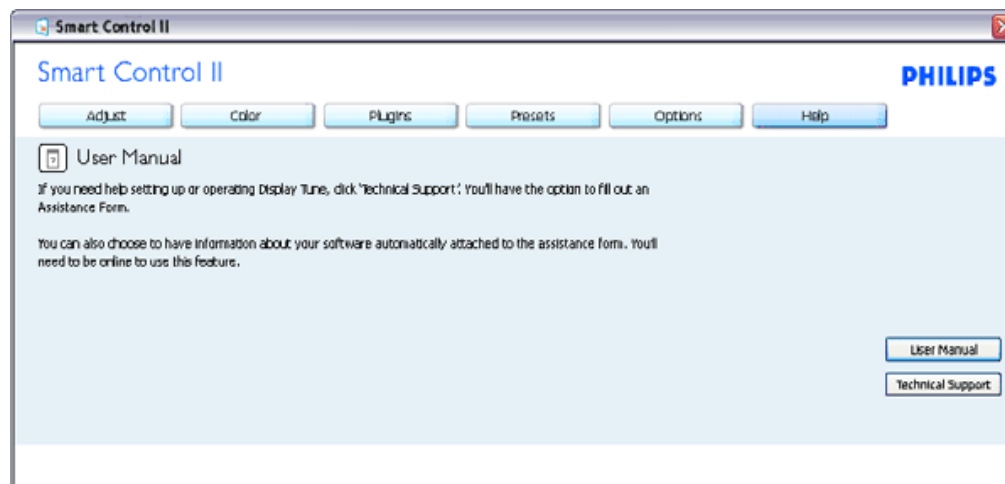 Smart Control II
Smart Control II
PHILIPS
Adjust Color Plugins Presets Options Help
User Manual
If you need help setting up or operating Display Tune, click 'Technical Support'. You'll have the option to fill out an
Assistance Form.
You can also choose to have information about your software automatically attached to the assistance form. You'll
need to be online to use this feature.
User Manual
Technical Support